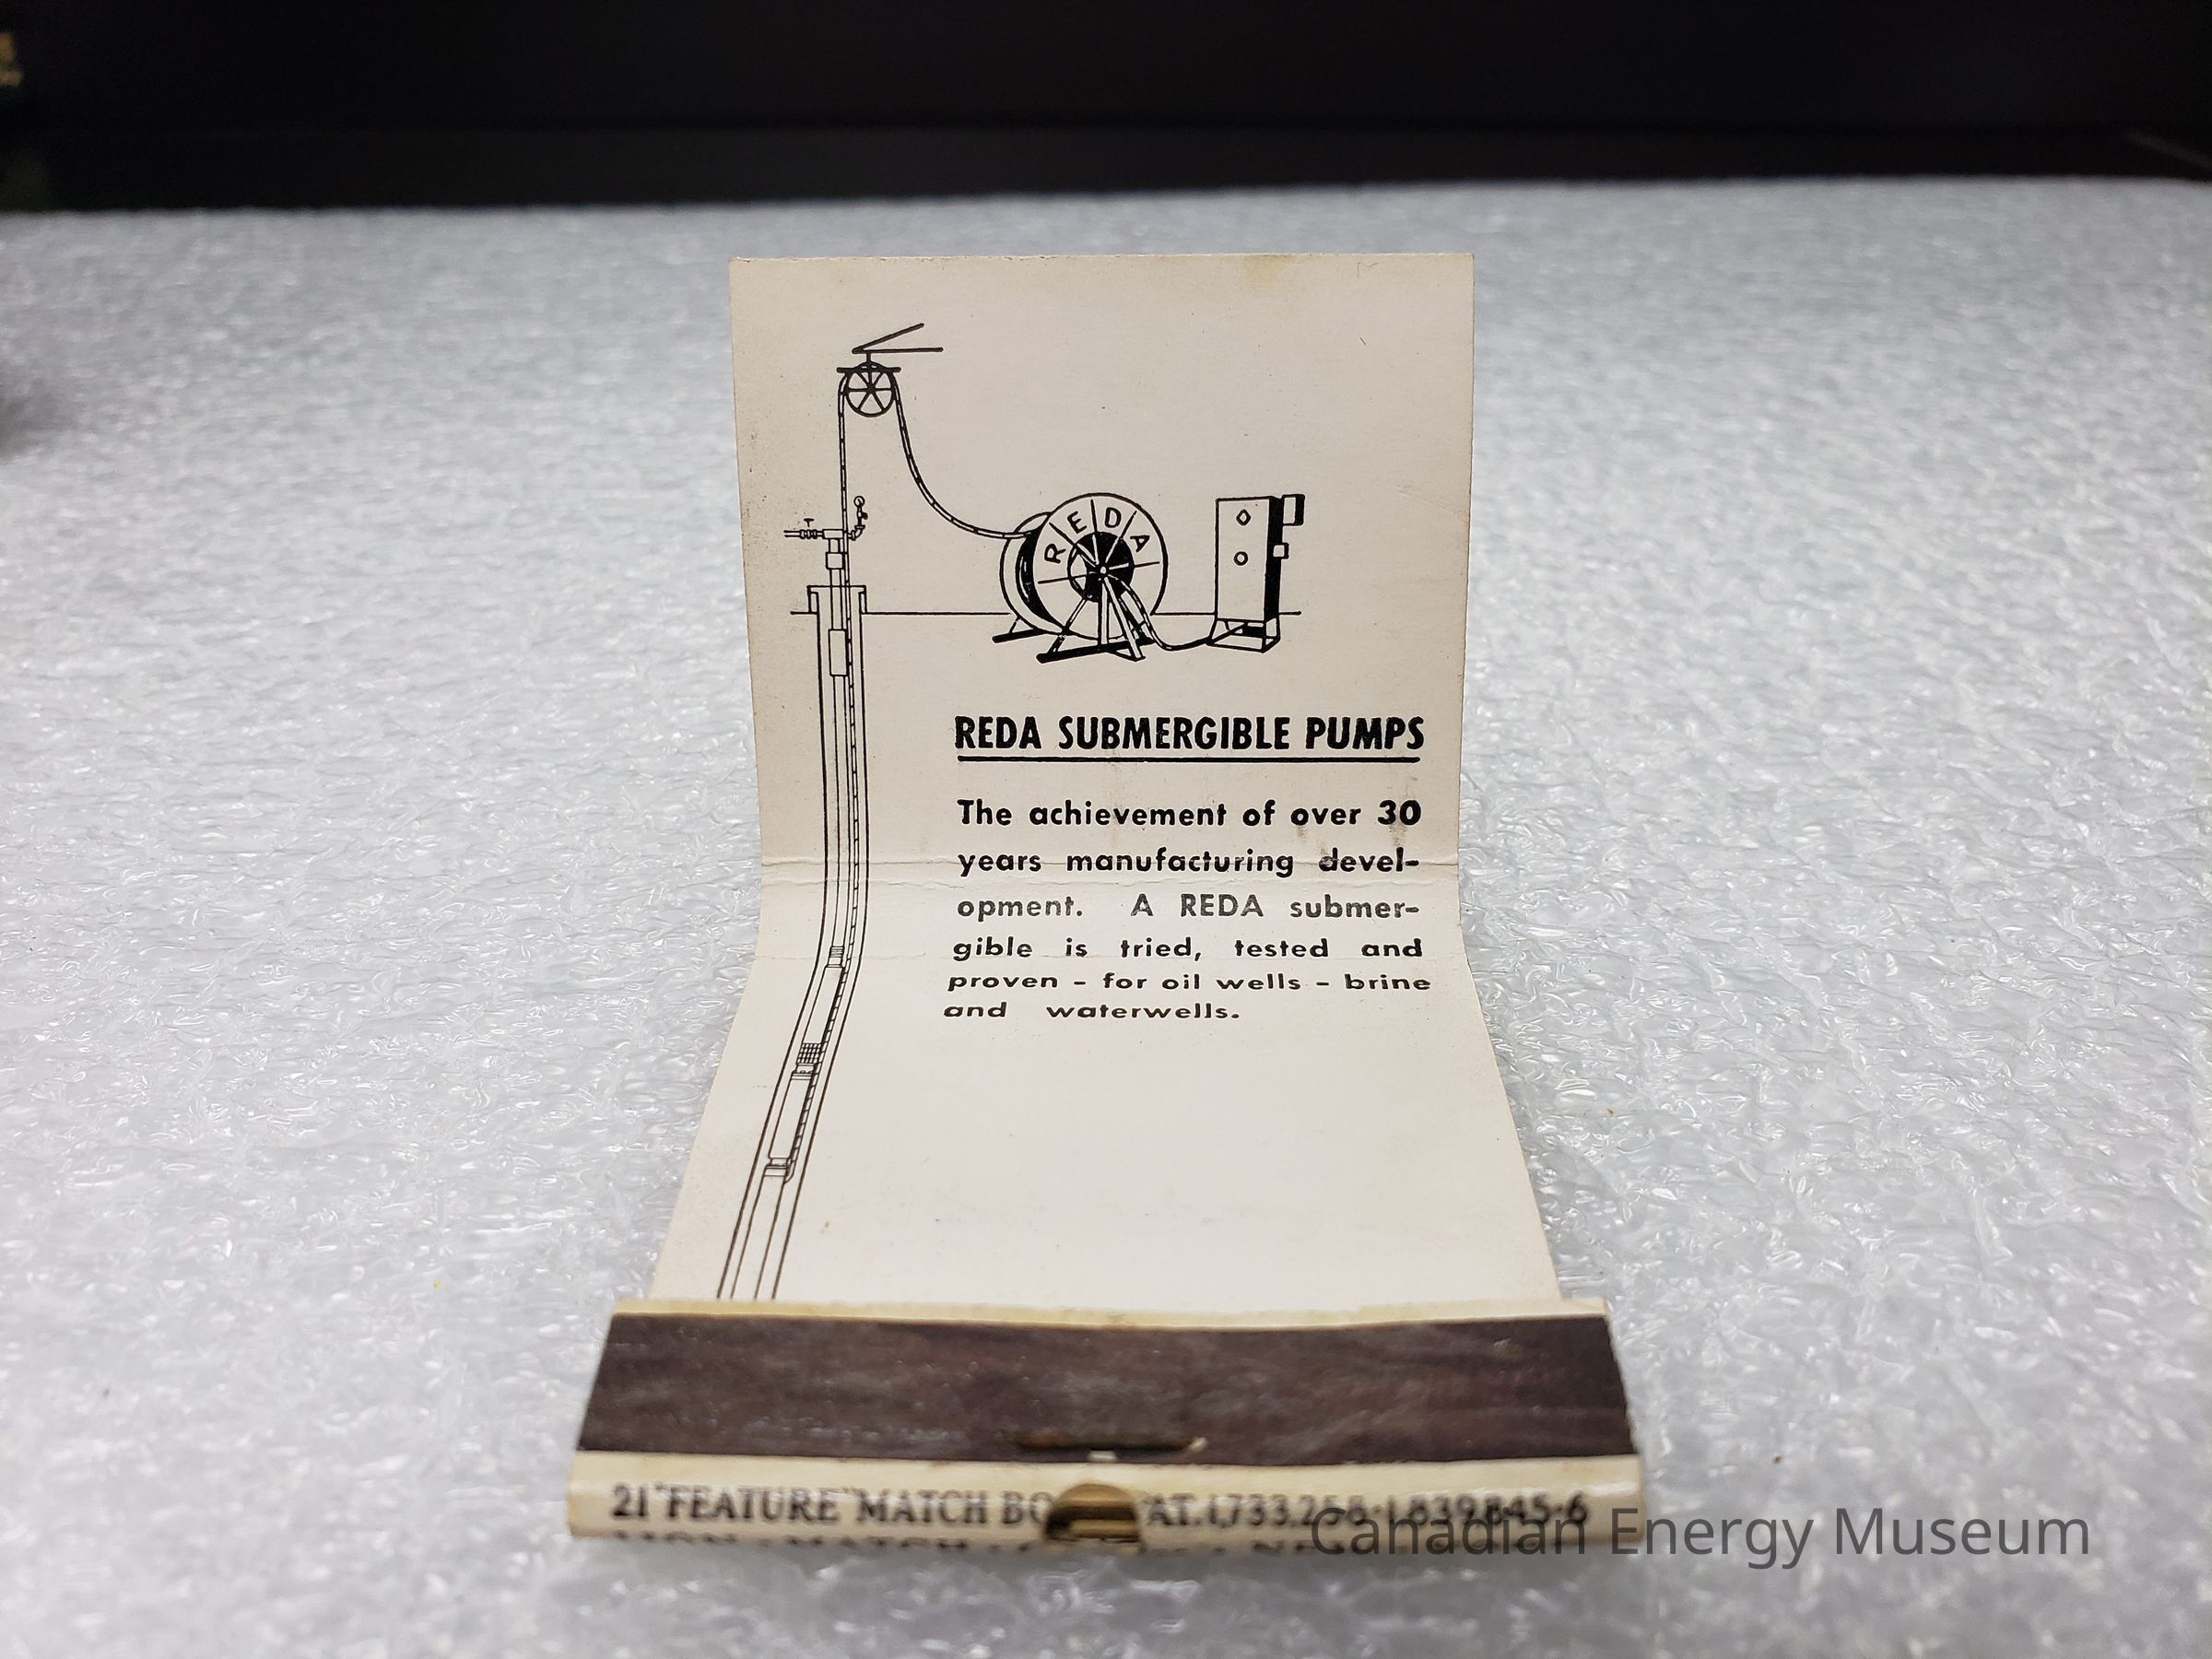 REDA
REDA SUBMERGIBLE PUMPS
The achievement of over 30
years manufacturing devel-
opment. A REDA submer-
gible is tried, tested and
proven - for oil wells - brine
and waterwells.
21 "FEATURE" MATCH BO AT. 1,733,258-1,839,845-6
MATCH
Canadian Energy Museum